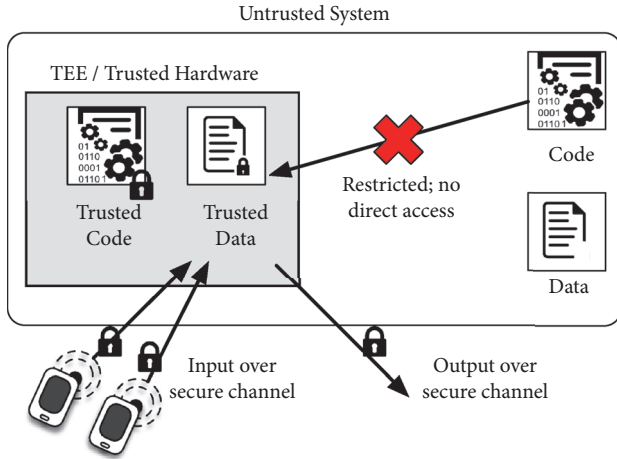 Untrusted System
TEE / Trusted Hardware
01
0110
0001
01101
Trusted
Code
Trusted
Data
Restricted; no
direct access
01
0110
0001
01101
Code
Data
Input over
secure channel
Output over
secure channel